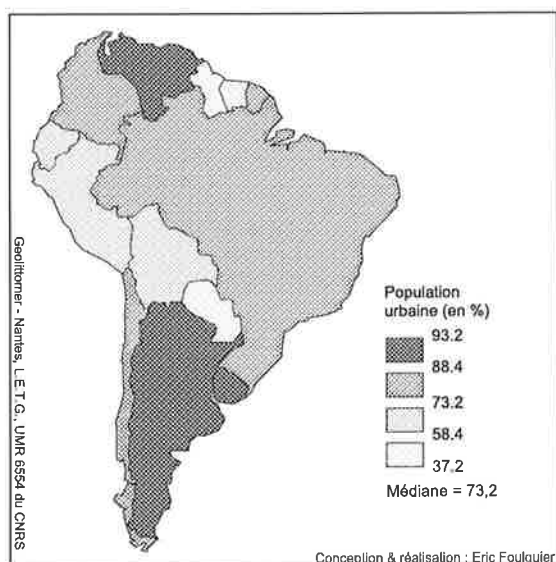 Geolittomer - Nantes, L.E.T.G., UMR 6554 du CNRS
Population
urbaine (en %)
93.2
88.4
73.2
58.4
37.2
Médiane = 73,2
Conception & réalisation : Eric Foulquier